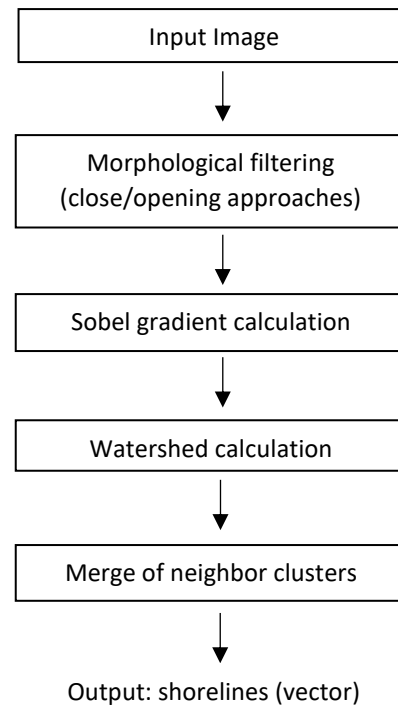 Input Image
Morphological filtering
(close/opening approaches)
Sobel gradient calculation
Watershed calculation
Merge of neighbor clusters
Output: shorelines (vector)